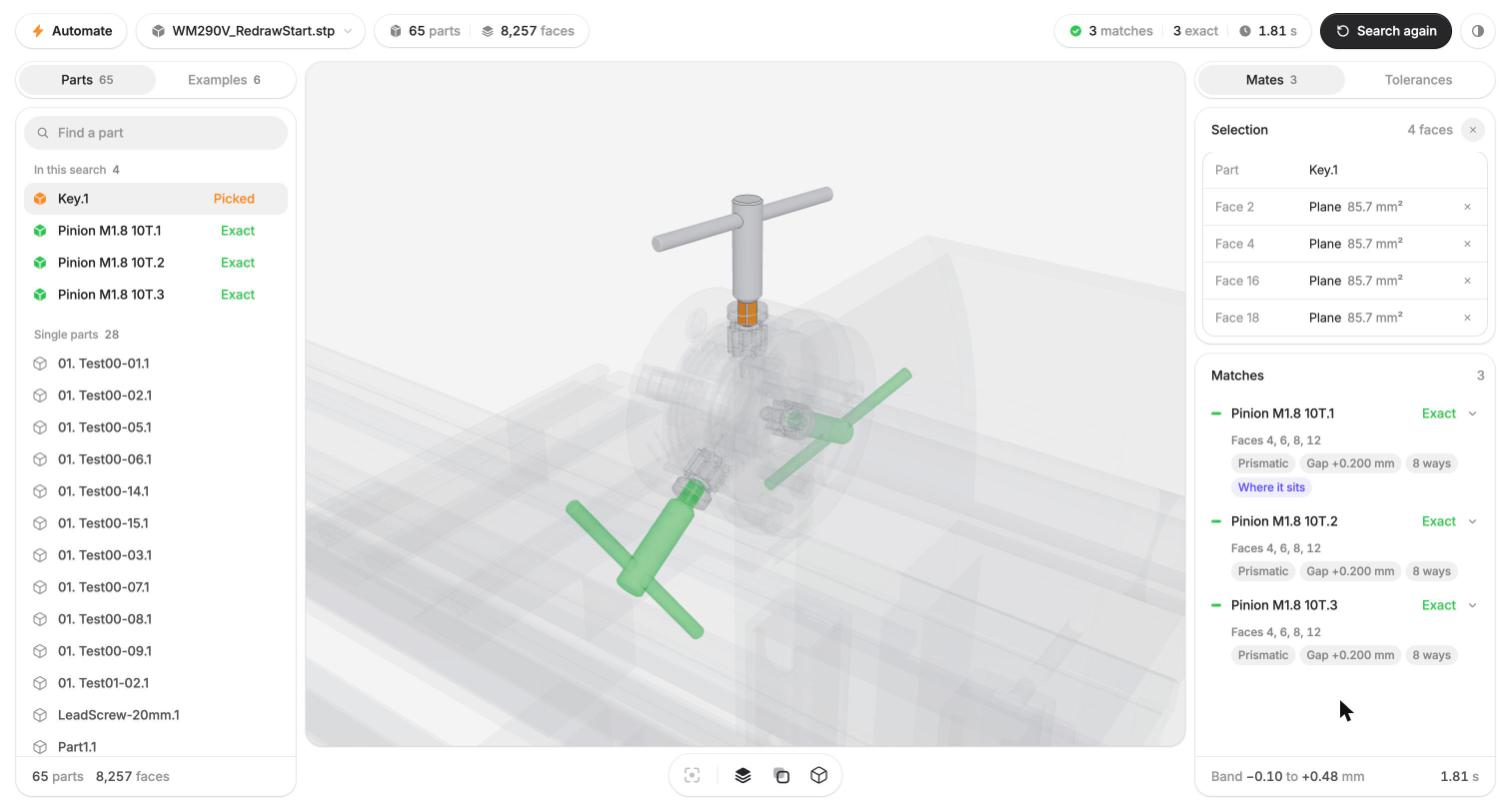 Automate
WM290V_RedrawStart.stp
65 parts
8,257 faces
3 matches
3 exact
1.81 s
Search again
Parts 65
Examples 6
Find a part
In this search 4
Key.1 Picked
Pinion M1.8 10T.1 Exact
Pinion M1.8 10T.2 Exact
Pinion M1.8 10T.3 Exact
Single parts 28
01. Test00-01.1
01. Test00-02.1
01. Test00-05.1
01. Test00-06.1
01. Test00-14.1
01. Test00-15.1
01. Test00-03.1
01. Test00-07.1
01. Test00-08.1
01. Test00-09.1
01. Test01-02.1
LeadScrew-20mm.1
Part1.1
65 parts 8,257 faces
Mates 3
Tolerances
Selection 4 faces
Part Key.1
Face 2 Plane 85.7 mm²
Face 4 Plane 85.7 mm²
Face 16 Plane 85.7 mm²
Face 18 Plane 85.7 mm²
Matches 3
Pinion M1.8 10T.1 Exact
Faces 4, 6, 8, 12
Prismatic Gap +0.200 mm 8 ways
Where it sits
Pinion M1.8 10T.2 Exact
Faces 4, 6, 8, 12
Prismatic Gap +0.200 mm 8 ways
Pinion M1.8 10T.3 Exact
Faces 4, 6, 8, 12
Prismatic Gap +0.200 mm 8 ways
Band −0.10 to +0.48 mm 1.81 s